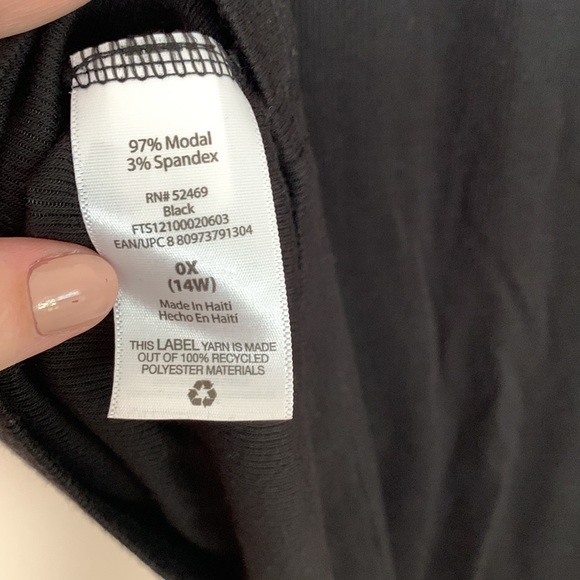 97% Modal
3% Spandex
RN# 52469
Black
FTS12100020603
EAN/UPC 8 80973791304
0X
(14W)
Made In Haiti
Hecho En Haití
THIS LABEL YARN IS MADE
OUT OF 100% RECYCLED
POLYESTER MATERIALS